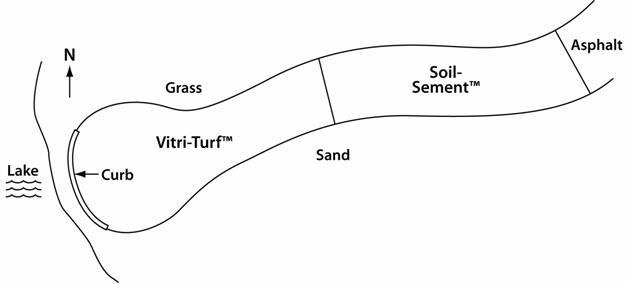 N
Grass
Asphalt
Soil-
Sement™
Vitri-Turf™
Sand
Lake
Curb